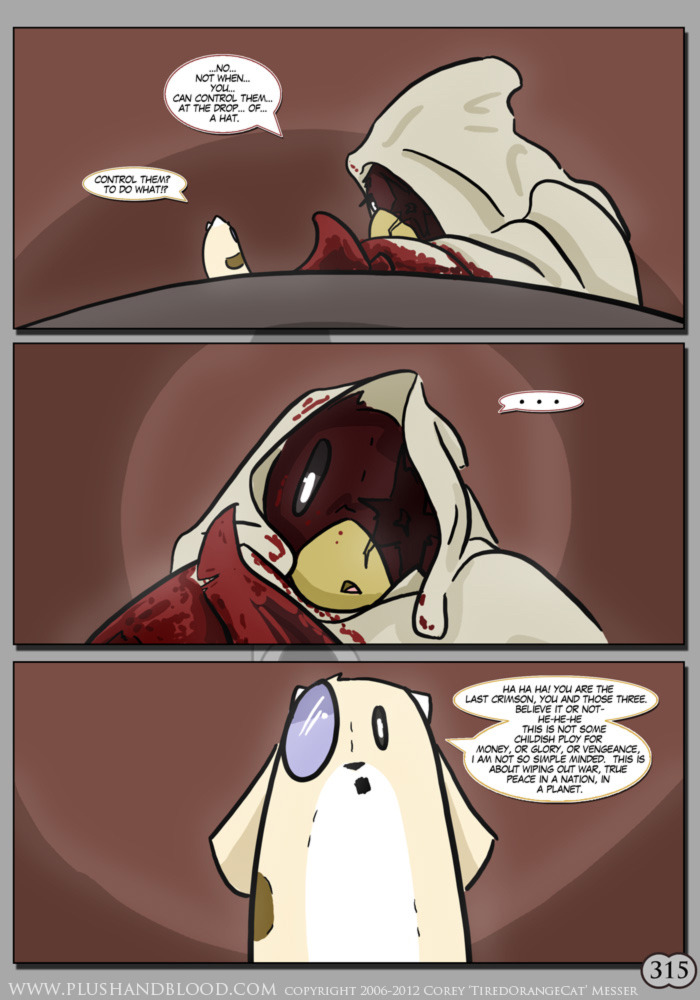 ...NO...
NOT WHEN...
YOU...
CAN CONTROL THEM...
AT THE DROP... OF...
A HAT.
CONTROL THEM?
TO DO WHAT!?
. . .
HA HA HA! YOU ARE THE
LAST CRIMSON, YOU AND THOSE THREE.
BELIEVE IT OR NOT-
HE-HE-HE
THIS IS NOT SOME
CHILDISH PLOY FOR
MONEY, OR GLORY, OR VENGEANCE,
I AM NOT SO SIMPLE MINDED. THIS IS
ABOUT WIPING OUT WAR, TRUE
PEACE IN A NATION, IN
A PLANET.
315
WWW.PLUSHANDBLOOD.COM COPYRIGHT 2006-2012 COREY 'TIREDORANGECAT' MESSER